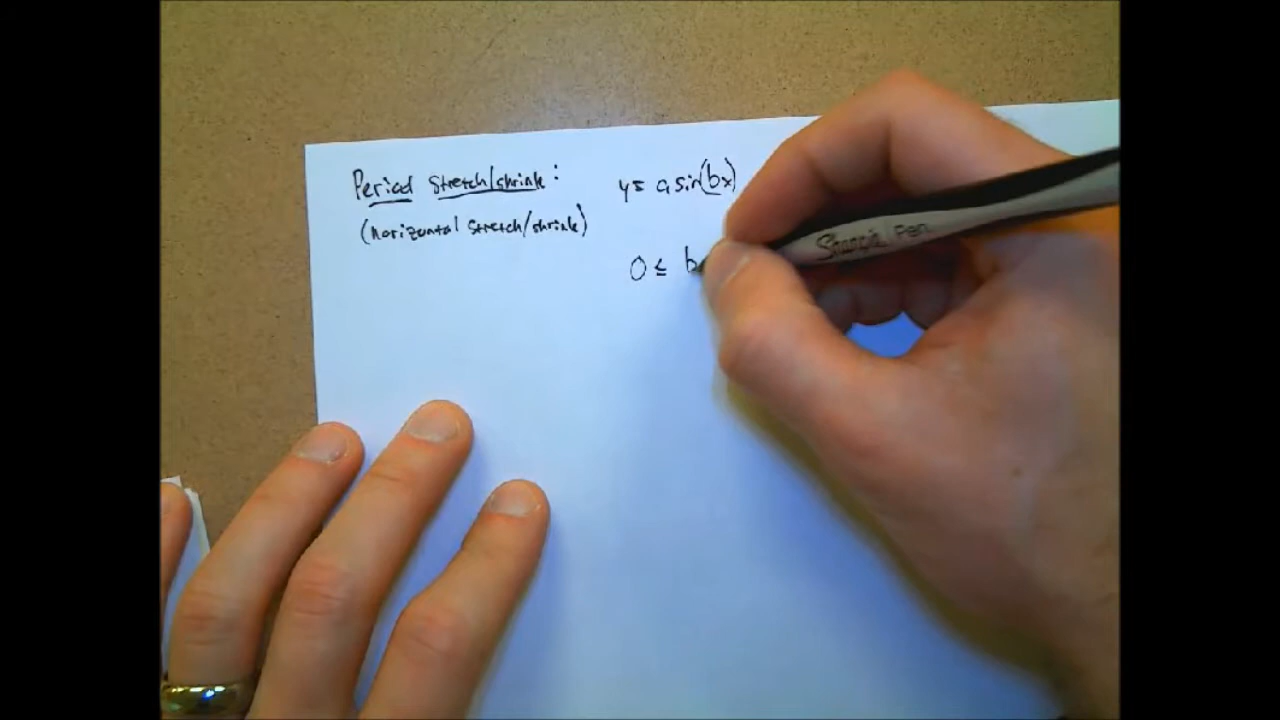 Period Stretch/shrink:
(horizontal stretch/shrink)
y= a sin(bx)
0 ≤ b
Sharpie Pen